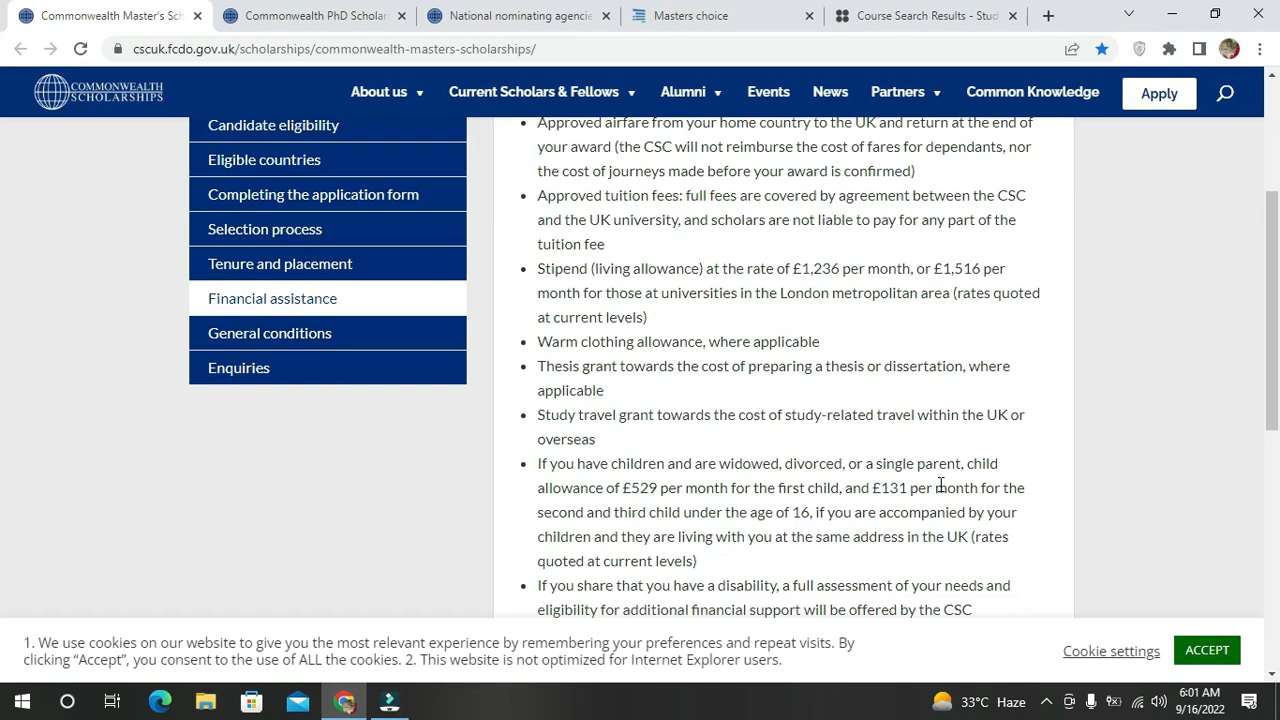 Commonwealth Master's Sch
Commonwealth PhD Scholar
National nominating agencie
Masters choice
Course Search Results - Stud
cscuk.fcdo.gov.uk/scholarships/commonwealth-masters-scholarships/
COMMONWEALTH
SCHOLARSHIPS
About us
Current Scholars & Fellows
Alumni
Events
News
Partners
Common Knowledge
Apply
Candidate eligibility
Eligible countries
Completing the application form
Selection process
Tenure and placement
Financial assistance
General conditions
Enquiries
• Approved airfare from your home country to the UK and return at the end of
your award (the CSC will not reimburse the cost of fares for dependants, nor
the cost of journeys made before your award is confirmed)
• Approved tuition fees: full fees are covered by agreement between the CSC
and the UK university, and scholars are not liable to pay for any part of the
tuition fee
• Stipend (living allowance) at the rate of £1,236 per month, or £1,516 per
month for those at universities in the London metropolitan area (rates quoted
at current levels)
• Warm clothing allowance, where applicable
• Thesis grant towards the cost of preparing a thesis or dissertation, where
applicable
• Study travel grant towards the cost of study-related travel within the UK or
overseas
• If you have children and are widowed, divorced, or a single parent, child
allowance of £529 per month for the first child, and £131 per month for the
second and third child under the age of 16, if you are accompanied by your
children and they are living with you at the same address in the UK (rates
quoted at current levels)
• If you share that you have a disability, a full assessment of your needs and
eligibility for additional financial support will be offered by the CSC
1. We use cookies on our website to give you the most relevant experience by remembering your preferences and repeat visits. By
clicking “Accept”, you consent to the use of ALL the cookies. 2. This website is not optimized for Internet Explorer users.
Cookie settings
ACCEPT
33°C Haze
6:01 AM
9/16/2022